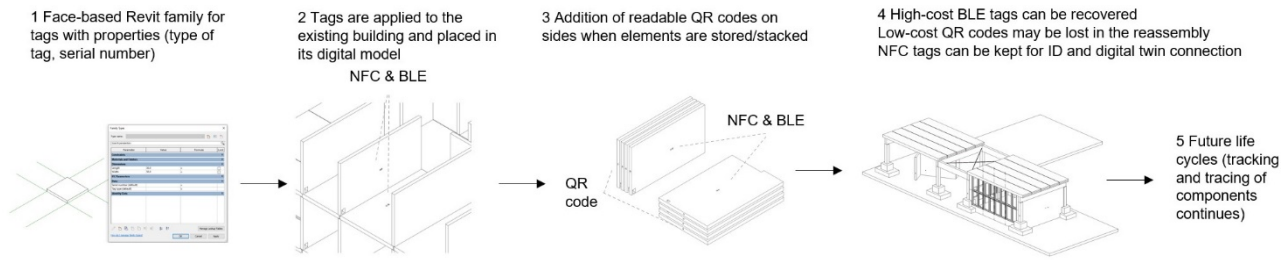 1 Face-based Revit family for
tags with properties (type of
tag, serial number)
2 Tags are applied to the
existing building and placed in
its digital model
NFC & BLE
3 Addition of readable QR codes on
sides when elements are stored/stacked
NFC & BLE
QR
code
4 High-cost BLE tags can be recovered
Low-cost QR codes may be lost in the reassembly
NFC tags can be kept for ID and digital twin connection
5 Future life
cycles (tracking
and tracing of
components
continues)